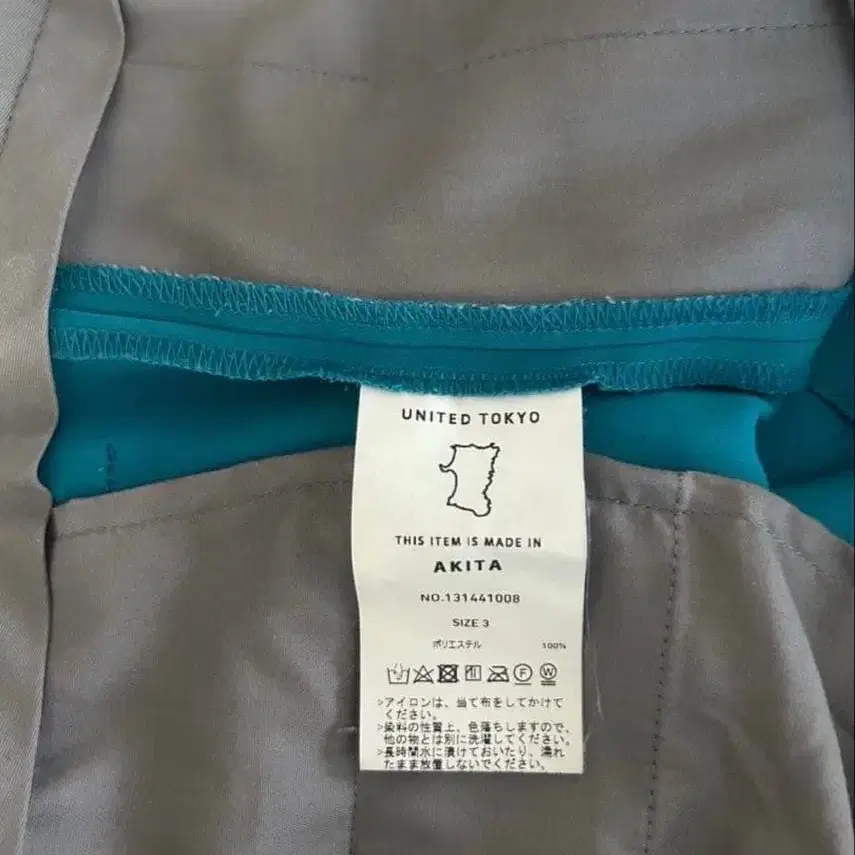 UNITED TOKYO
THIS ITEM IS MADE IN
AKITA
NO.131441008
SIZE 3
ポリエステル 100%
F W
>アイロンは、当て布をしてかけて
ください。
>染料の性質上、色落ちしますので、
他の物とは別に洗濯してください。
>長時間水に漬けておいたり、濡れ
たまま放置しないでください。